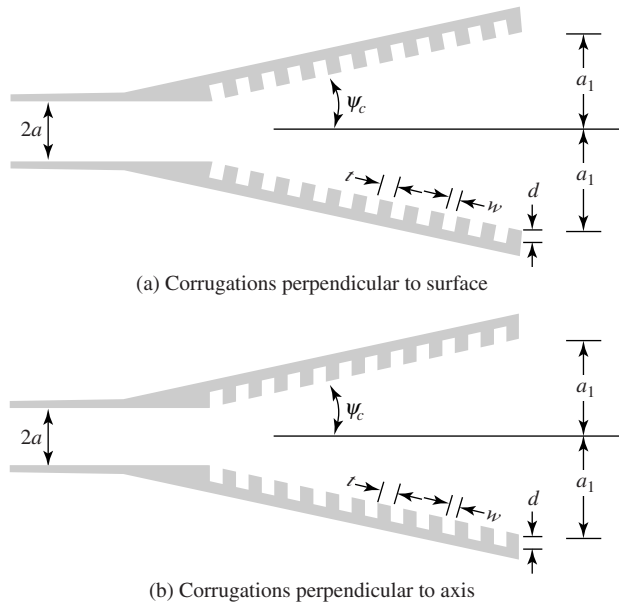 a₁
ψc
2a
t
w
a₁
d
(a) Corrugations perpendicular to surface
a₁
ψc
2a
t
w
a₁
d
(b) Corrugations perpendicular to axis